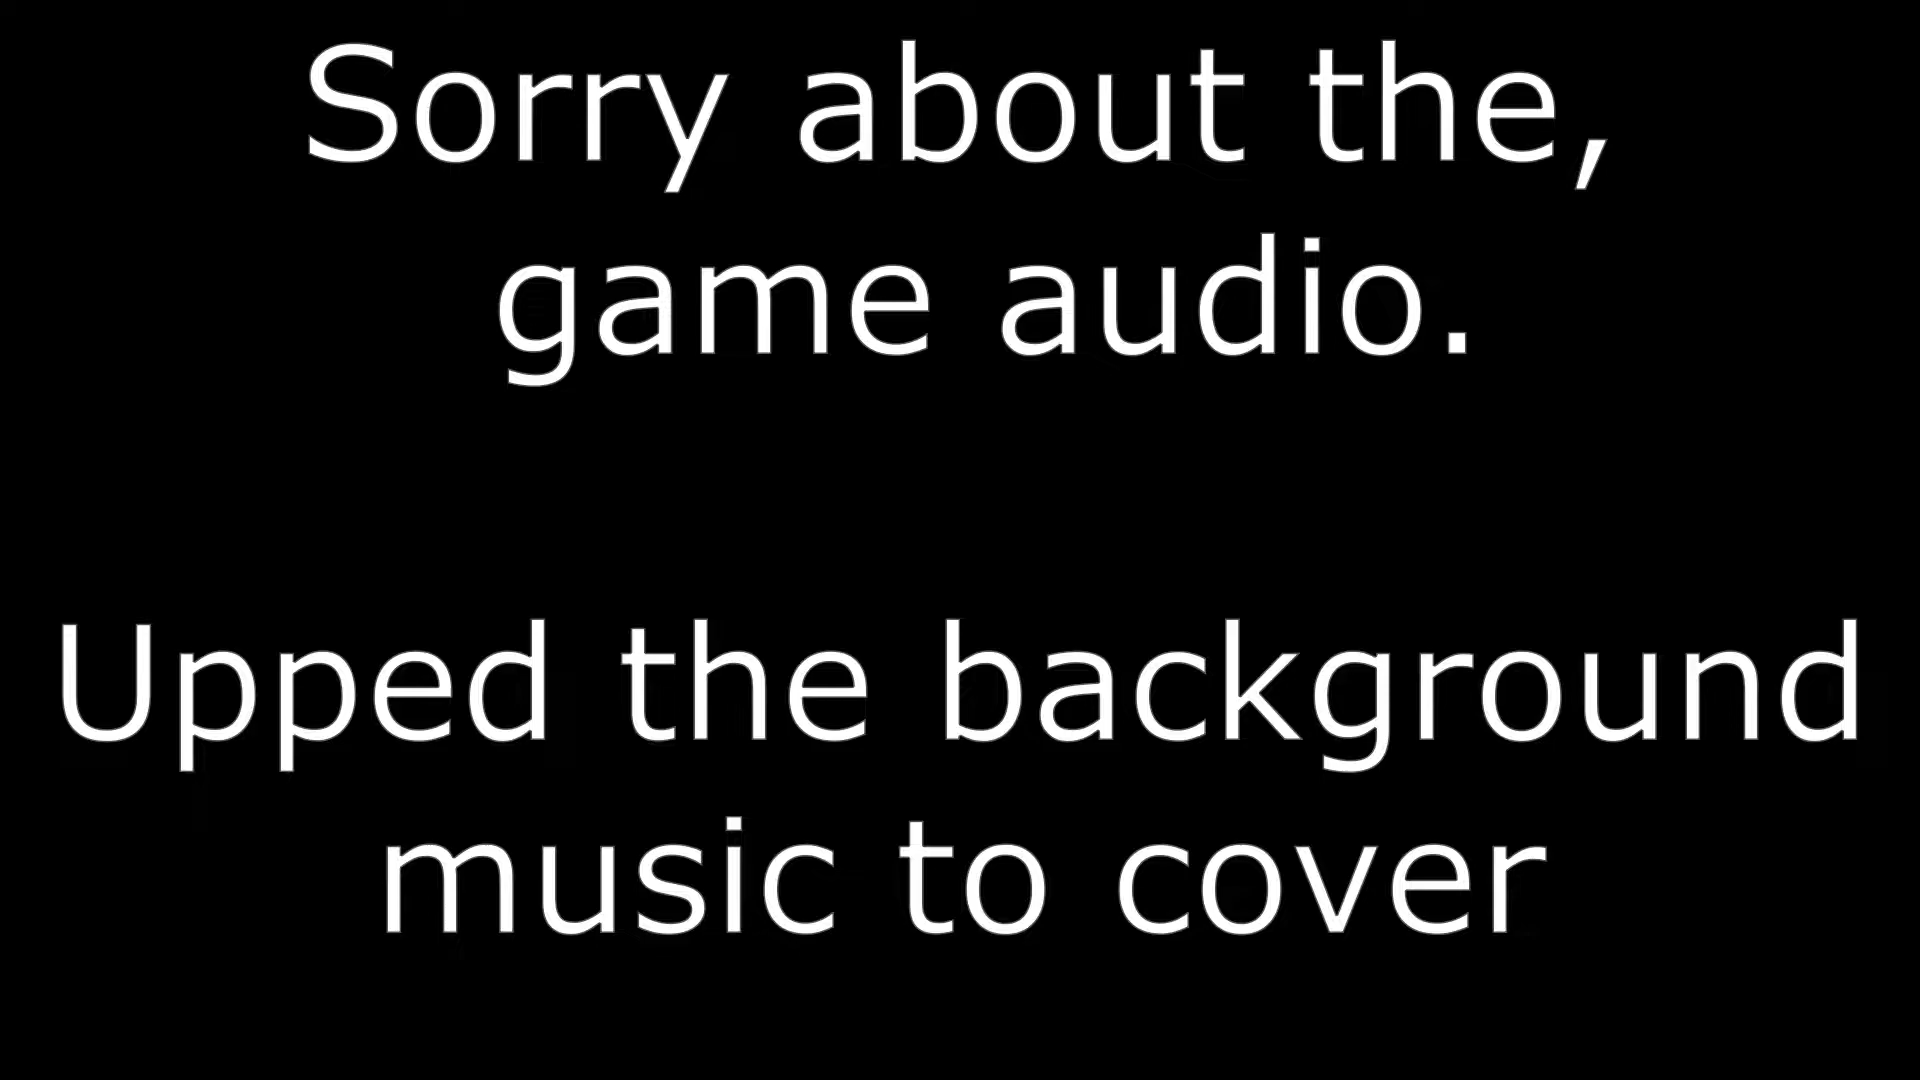 Sorry about the,
game audio.
Upped the background
music to cover